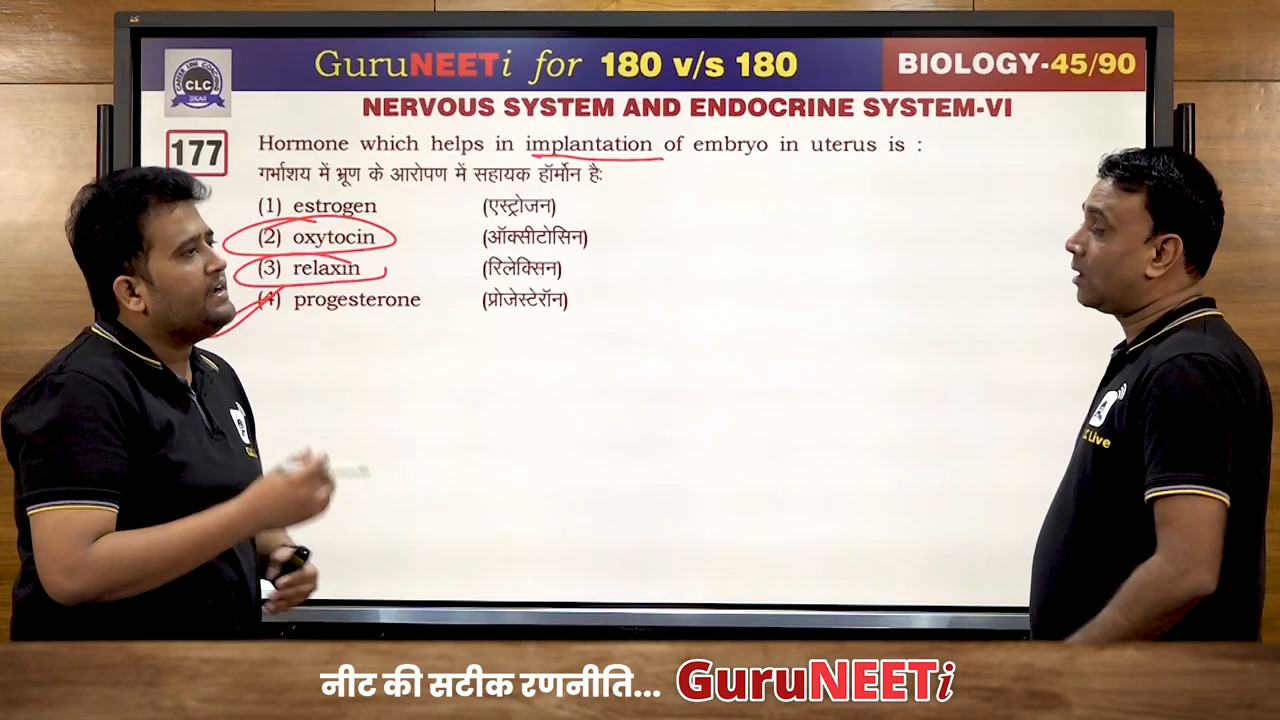 GuruNEETi for 180 v/s 180
BIOLOGY-45/90
CLC
NERVOUS SYSTEM AND ENDOCRINE SYSTEM-VI
177
Hormone which helps in implantation of embryo in uterus is :
गर्भाशय में भ्रूण के आरोपण में सहायक हॉर्मोन है:
(1) estrogen (एस्ट्रोजन)
(2) oxytocin (ऑक्सीटोसिन)
(3) relaxin (रिलेक्सिन)
(4) progesterone (प्रोजेस्टेरॉन)
Live
नीट की सटीक रणनीति... GuruNEETi